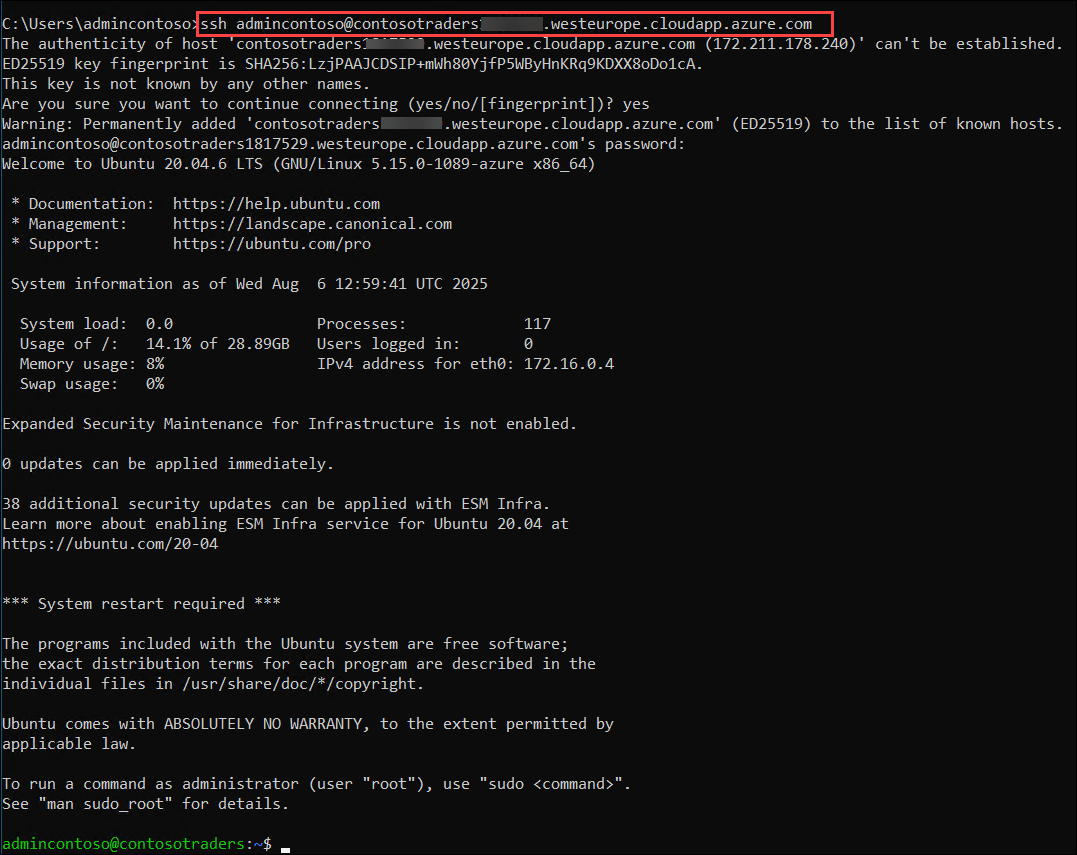 C:\Users\admincontoso>ssh admincontoso@contosotraders.westeurope.cloudapp.azure.com
The authenticity of host 'contosotraders.westeurope.cloudapp.azure.com (172.211.178.240)' can't be established.
ED25519 key fingerprint is SHA256:LzjPAAJCDSIP+mWh80YjfP5WByHnKRq9KDXX8oDo1cA.
This key is not known by any other names.
Are you sure you want to continue connecting (yes/no/[fingerprint])? yes
Warning: Permanently added 'contosotraders.westeurope.cloudapp.azure.com' (ED25519) to the list of known hosts.
admincontoso@contosotraders1817529.westeurope.cloudapp.azure.com's password:
Welcome to Ubuntu 20.04.6 LTS (GNU/Linux 5.15.0-1089-azure x86_64)
* Documentation:  https://help.ubuntu.com
* Management:     https://landscape.canonical.com
* Support:        https://ubuntu.com/pro
System information as of Wed Aug  6 12:59:41 UTC 2025
System load:  0.0                Processes:             117
Usage of /:   14.1% of 28.89GB   Users logged in:       0
Memory usage: 8%                 IPv4 address for eth0: 172.16.0.4
Swap usage:   0%
Expanded Security Maintenance for Infrastructure is not enabled.
0 updates can be applied immediately.
38 additional security updates can be applied with ESM Infra.
Learn more about enabling ESM Infra service for Ubuntu 20.04 at
https://ubuntu.com/20-04
*** System restart required ***
The programs included with the Ubuntu system are free software;
the exact distribution terms for each program are described in the
individual files in /usr/share/doc/*/copyright.
Ubuntu comes with ABSOLUTELY NO WARRANTY, to the extent permitted by
applicable law.
To run a command as administrator (user "root"), use "sudo <command>".
See "man sudo_root" for details.
admincontoso@contosotraders:~$